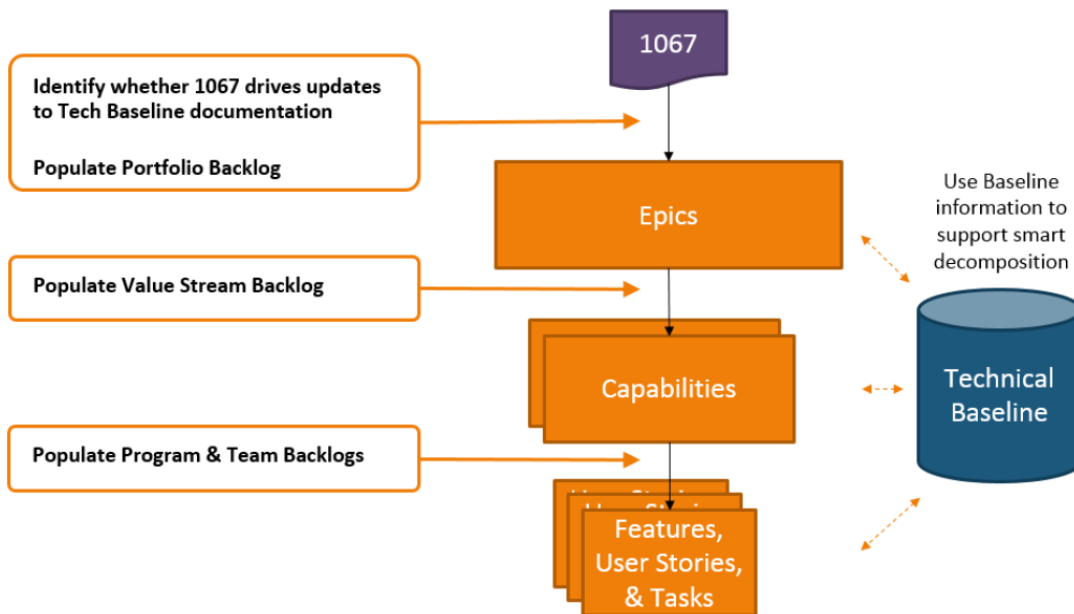 1067
Identify whether 1067 drives updates
to Tech Baseline documentation
Populate Portfolio Backlog
Epics
Use Baseline
information to
support smart
decomposition
Populate Value Stream Backlog
Capabilities
Technical
Baseline
Populate Program & Team Backlogs
Features,
User Stories,
& Tasks